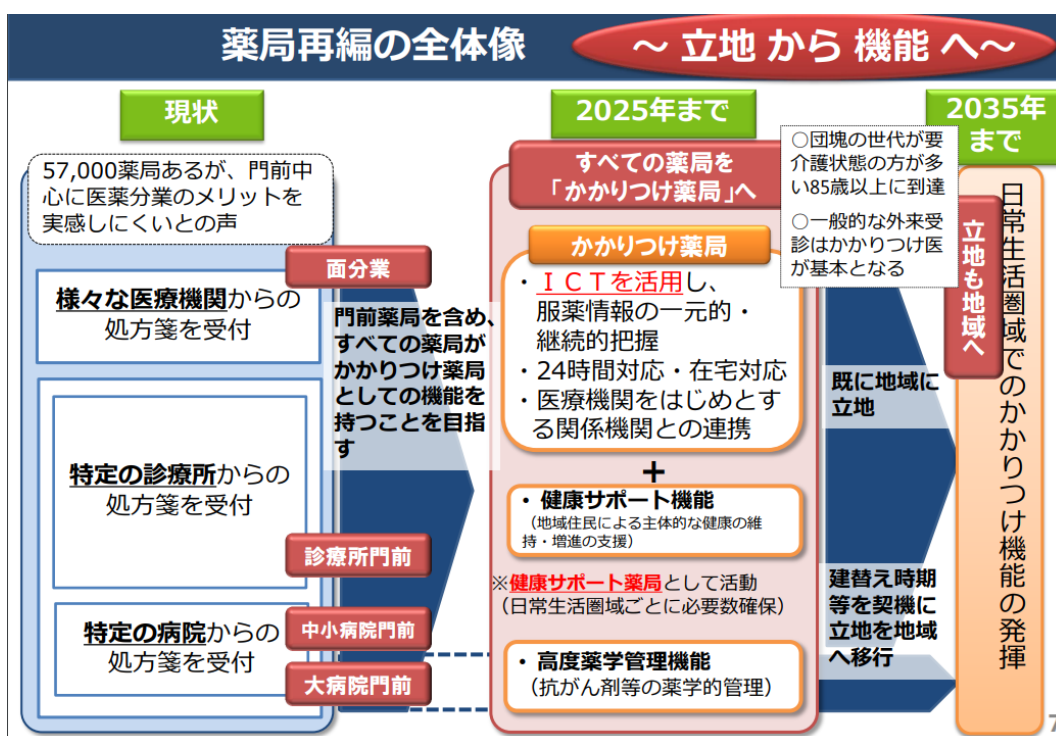 薬局再編の全体像
～ 立地 から 機能 へ～
現状
57,000薬局あるが、門前中
心に医薬分業のメリットを
実感しにくいとの声
面分業
様々な医療機関からの
処方箋を受付
特定の診療所からの
処方箋を受付
診療所門前
特定の病院からの
処方箋を受付
中小病院門前
大病院門前
門前薬局を含め、
すべての薬局が
かかりつけ薬局
としての機能を
持つことを目指
す
2025年まで
すべての薬局を
「かかりつけ薬局」へ
かかりつけ薬局
・ＩＣＴを活用し、
服薬情報の一元的・
継続的把握
・24時間対応・在宅対応
・医療機関をはじめとす
る関係機関との連携
+
・健康サポート機能
（地域住民による主体的な健康の維
持・増進の支援）
※健康サポート薬局として活動
（日常生活圏域ごとに必要数確保）
・高度薬学管理機能
（抗がん剤等の薬学的管理）
○団塊の世代が要
介護状態の方が多
い85歳以上に到達
○一般的な外来受
診はかかりつけ医
が基本となる
既に地域に
立地
建替え時期
等を契機に
立地を地域
へ移行
2035年
まで
立地も地域へ
日常生活圏域でのかかりつけ機能の発揮
7